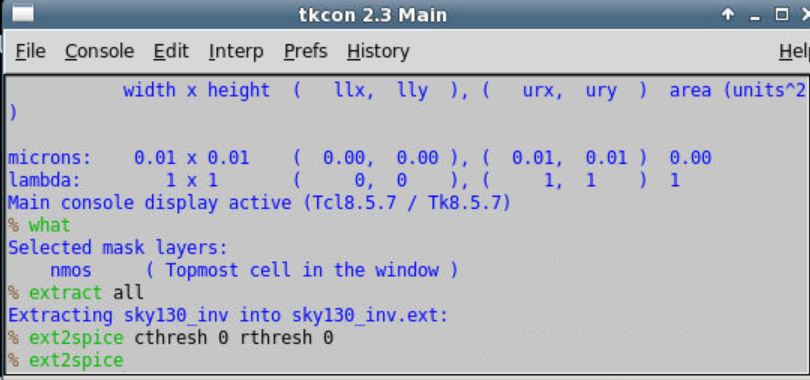 tkcon 2.3 Main
File Console Edit Interp Prefs History Hel
width x height ( llx, lly ), ( urx, ury ) area (units^2
)
microns: 0.01 x 0.01 ( 0.00, 0.00 ), ( 0.01, 0.01 ) 0.00
lambda: 1 x 1 ( 0, 0 ), ( 1, 1 ) 1
Main console display active (Tcl8.5.7 / Tk8.5.7)
% what
Selected mask layers:
nmos ( Topmost cell in the window )
% extract all
Extracting sky130_inv into sky130_inv.ext:
% ext2spice cthresh 0 rthresh 0
% ext2spice